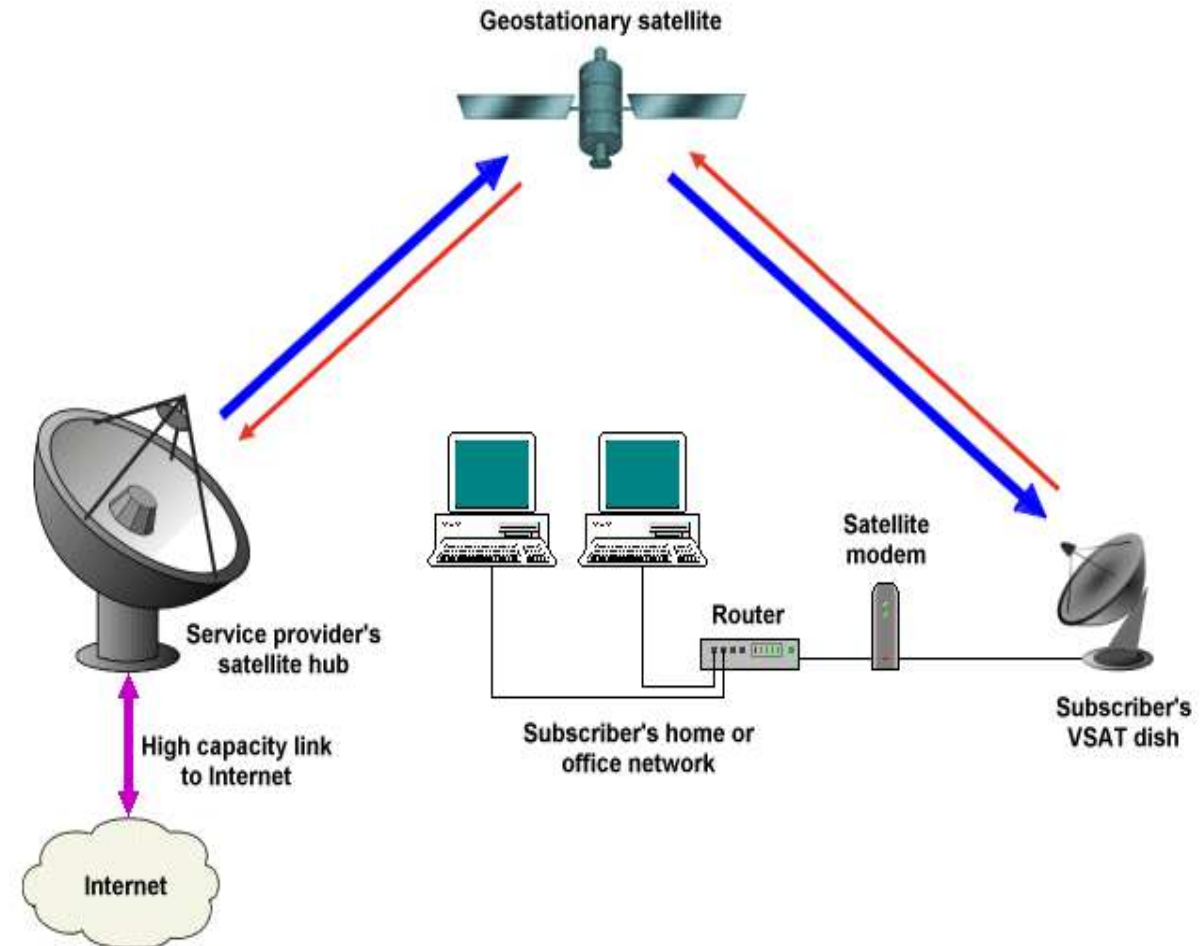 Geostationary satellite
Satellite
modem
Router
Service provider's
satellite hub
Subscriber's home or
office network
Subscriber's
VSAT dish
High capacity link
to Internet
Internet